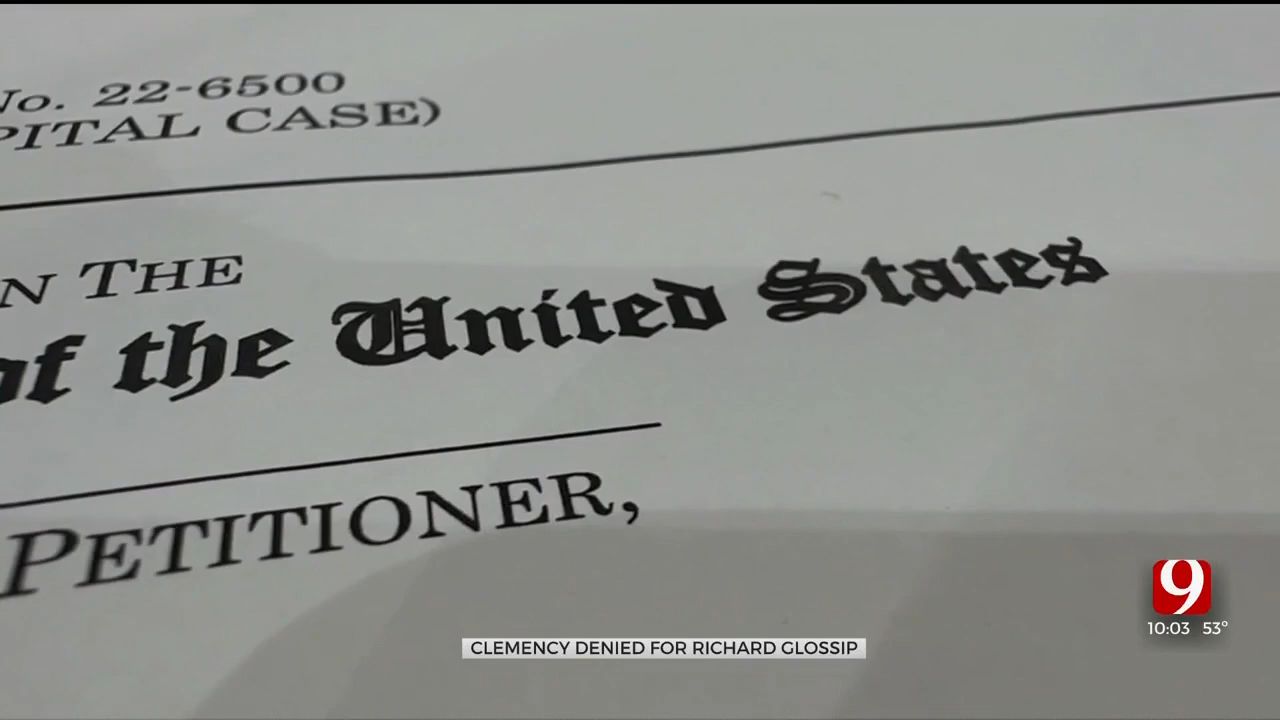 No. 22-6500
PITAL CASE)
N THE
of the United States
PETITIONER,
9
10:03 53°
CLEMENCY DENIED FOR RICHARD GLOSSIP